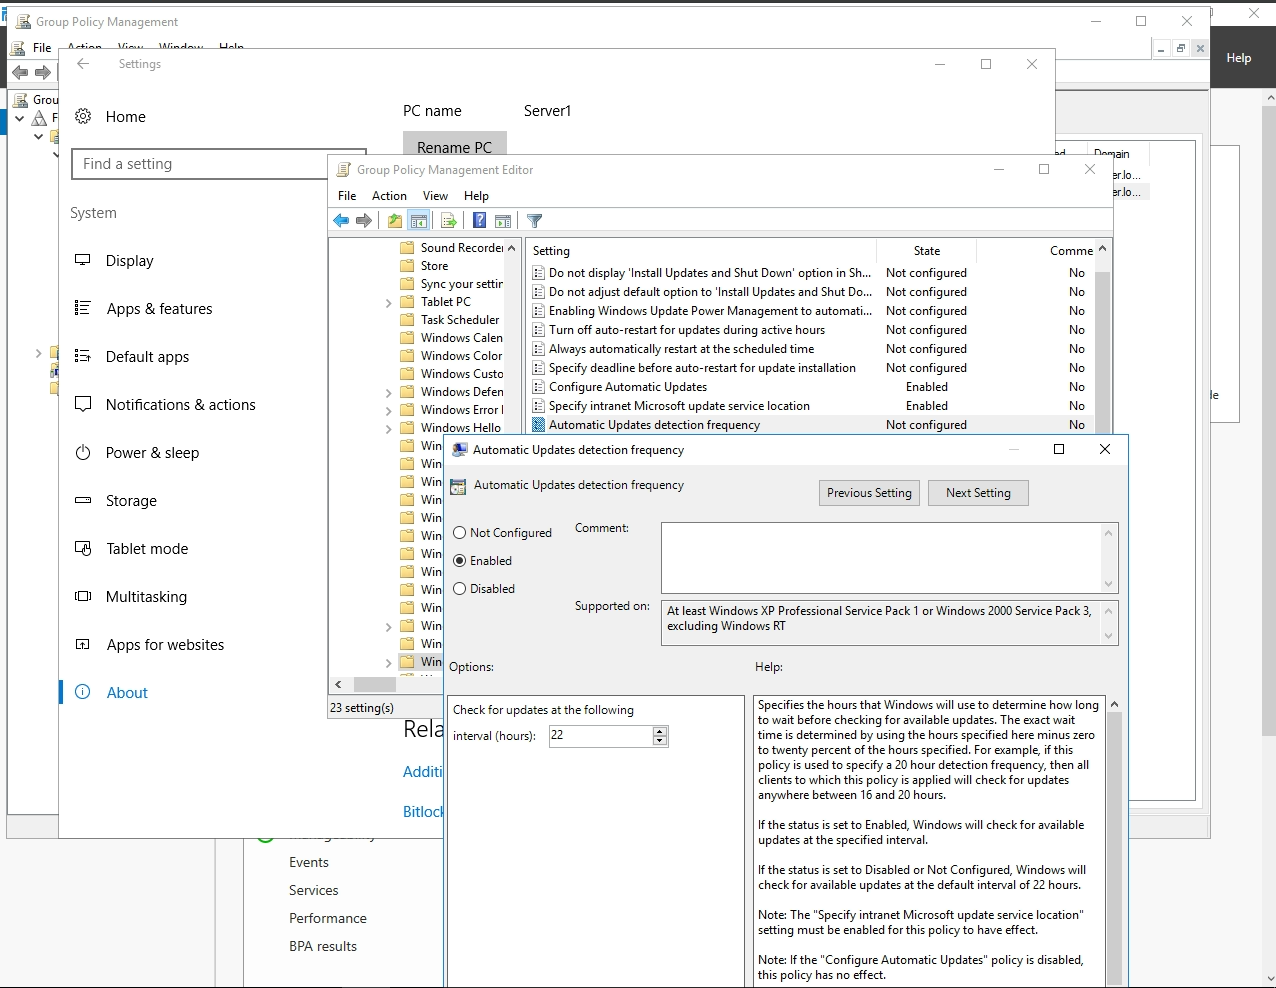 Group Policy Management
File Action View Window Help
Help
Settings
Home
Find a setting
System
Display
Apps & features
Default apps
Notifications & actions
Power & sleep
Storage
Tablet mode
Multitasking
Apps for websites
About
PC name Server1
Rename PC
Domain
er.lo...
er.lo...
Group Policy Management Editor
File Action View Help
Sound Recorder
Store
Sync your settin
Tablet PC
Task Scheduler
Windows Calen
Windows Color
Windows Custo
Windows Defen
Windows Error
Windows Hello
Win
Win
Win
Win
Win
Win
Win
Win
Win
Win
Win
Win
Win
23 setting(s)
Setting State Comme
Do not display 'Install Updates and Shut Down' option in Sh... Not configured No
Do not adjust default option to 'Install Updates and Shut Do... Not configured No
Enabling Windows Update Power Management to automati... Not configured No
Turn off auto-restart for updates during active hours Not configured No
Always automatically restart at the scheduled time Not configured No
Specify deadline before auto-restart for update installation Not configured No
Configure Automatic Updates Enabled No
Specify intranet Microsoft update service location Enabled No
Automatic Updates detection frequency Not configured No
Automatic Updates detection frequency
Automatic Updates detection frequency
Previous Setting Next Setting
Not Configured
Enabled
Disabled
Comment:
Supported on:
At least Windows XP Professional Service Pack 1 or Windows 2000 Service Pack 3,
excluding Windows RT
Options:
Help:
Check for updates at the following
interval (hours): 22
Specifies the hours that Windows will use to determine how long
to wait before checking for available updates. The exact wait
time is determined by using the hours specified here minus zero
to twenty percent of the hours specified. For example, if this
policy is used to specify a 20 hour detection frequency, then all
clients to which this policy is applied will check for updates
anywhere between 16 and 20 hours.
If the status is set to Enabled, Windows will check for available
updates at the specified interval.
If the status is set to Disabled or Not Configured, Windows will
check for available updates at the default interval of 22 hours.
Note: The "Specify intranet Microsoft update service location"
setting must be enabled for this policy to have effect.
Note: If the "Configure Automatic Updates" policy is disabled,
this policy has no effect.
Rela
Additi
Bitlock
Events
Services
Performance
BPA results